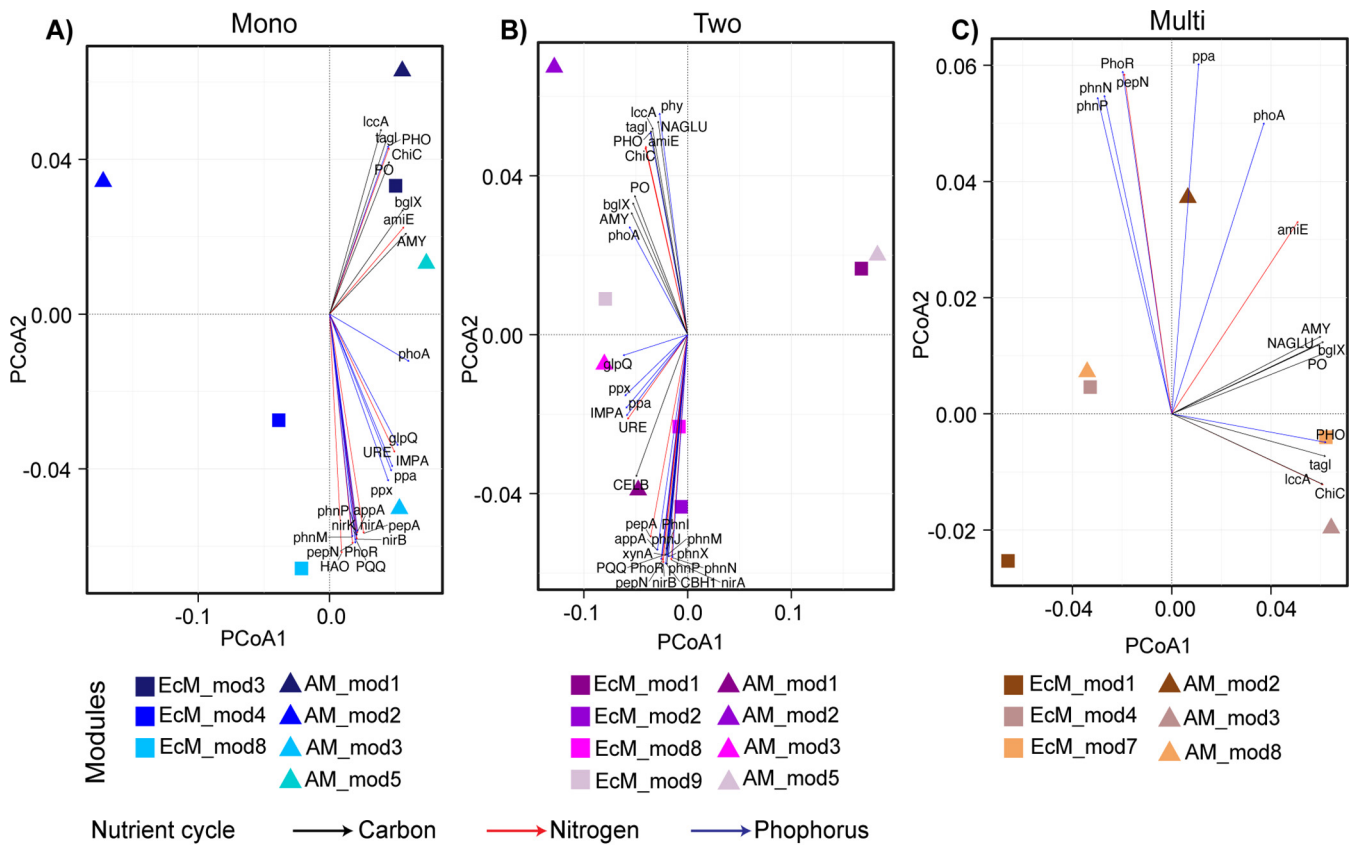 A)
Mono
B)
Two
C)
Multi
PCoA2
0.04
0.00
-0.04
lccA
tagI
PHO
ChiC
PO
bglX
amiE
AMY
phoA
glpQ
URE
IMPA
ppa
ppx
phnP appA
nirK nirA pepA
phnM nirB
pepN PhoR
HAO PQQ
-0.1
0.0
PCoA1
PCoA2
0.04
0.00
-0.04
lccA phy
tagI NAGLU
PHO amiE
ChiC
PO
bglX
AMY
phoA
glpQ
ppx
ppa
IMPA
URE
CELB
pepA PhnI
appA phnJ phnM
xynA phnX
PQQ PhoR phnP phnN
pepN nirB CBH1 nirA
-0.1
0.0
0.1
PCoA1
PCoA2
0.06
0.04
0.02
0.00
-0.02
PhoR
ppa
phnN
pepN
phnP
phoA
amiE
AMY
NAGLU
bglX
PO
PHO
tagI
lccA
ChiC
-0.04
0.00
0.04
PCoA1
Modules
EcM_mod3 AM_mod1
EcM_mod4 AM_mod2
EcM_mod8 AM_mod3
AM_mod5
EcM_mod1 AM_mod1
EcM_mod2 AM_mod2
EcM_mod8 AM_mod3
EcM_mod9 AM_mod5
EcM_mod1 AM_mod2
EcM_mod4 AM_mod3
EcM_mod7 AM_mod8
Nutrient cycle Carbon Nitrogen Phophorus